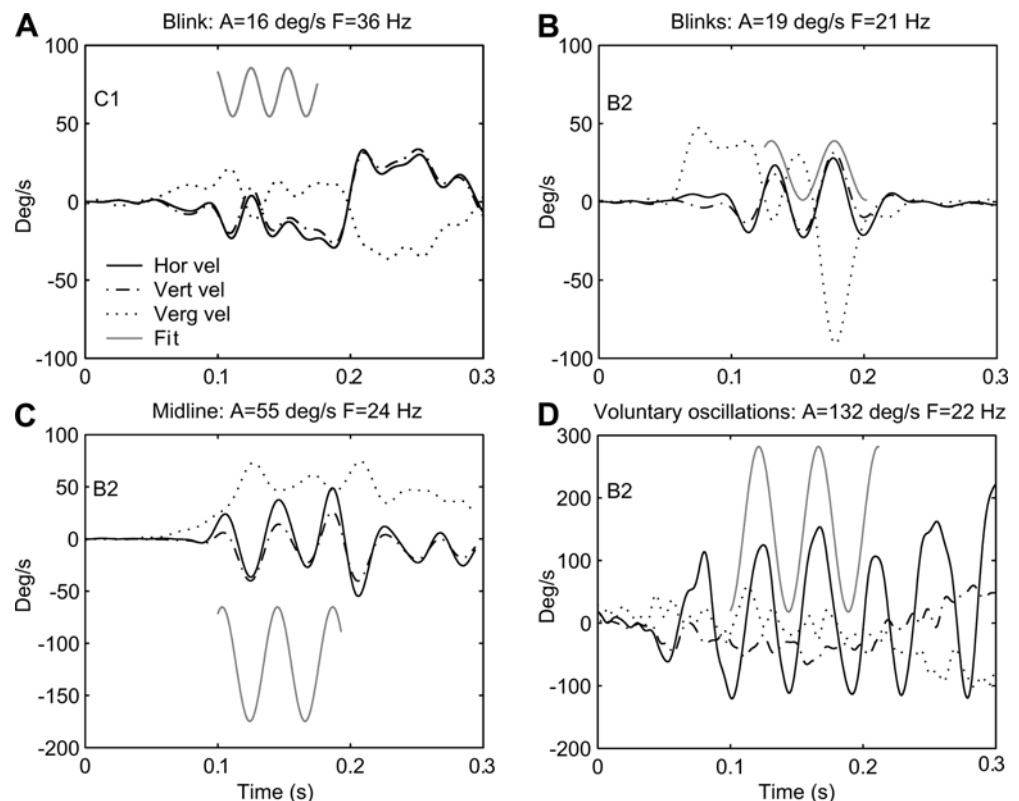 A
Blink: A=16 deg/s F=36 Hz
100
50
0
-50
-100
Deg/s
C1
Hor vel
Vert vel
Verg vel
Fit
0
0.1
0.2
0.3
B
Blinks: A=19 deg/s F=21 Hz
100
50
0
-50
-100
Deg/s
B2
0
0.1
0.2
0.3
C
Midline: A=55 deg/s F=24 Hz
100
50
0
-50
-100
-150
-200
Deg/s
B2
0
0.1
0.2
0.3
Time (s)
D
Voluntary oscillations: A=132 deg/s F=22 Hz
300
200
100
0
-100
-200
Deg/s
B2
0
0.1
0.2
0.3
Time (s)